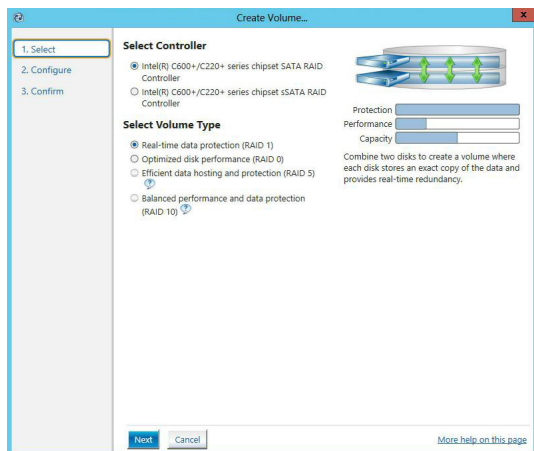 Create Volume...
x
1. Select
2. Configure
3. Confirm
Select Controller
Intel(R) C600+/C220+ series chipset SATA RAID
Controller
Intel(R) C600+/C220+ series chipset sSATA RAID
Controller
Select Volume Type
Real-time data protection (RAID 1)
Optimized disk performance (RAID 0)
Efficient data hosting and protection (RAID 5)
?
Balanced performance and data protection
(RAID 10) ?
Protection
Performance
Capacity
Combine two disks to create a volume where
each disk stores an exact copy of the data and
provides real-time redundancy.
Next
Cancel
More help on this page